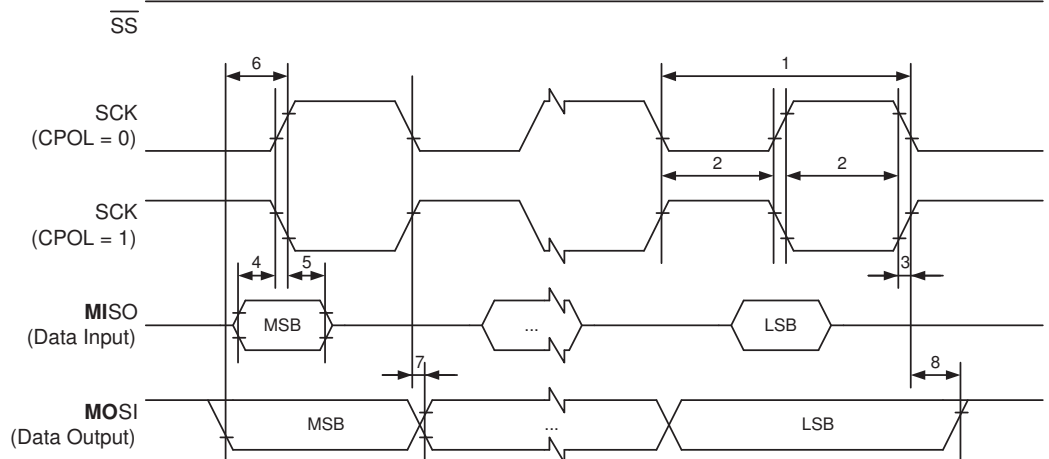 SS
6
1
SCK
(CPOL = 0)
2
2
SCK
(CPOL = 1)
4
5
3
MISO
(Data Input)
MSB
...
LSB
7
8
MOSI
(Data Output)
MSB
...
LSB